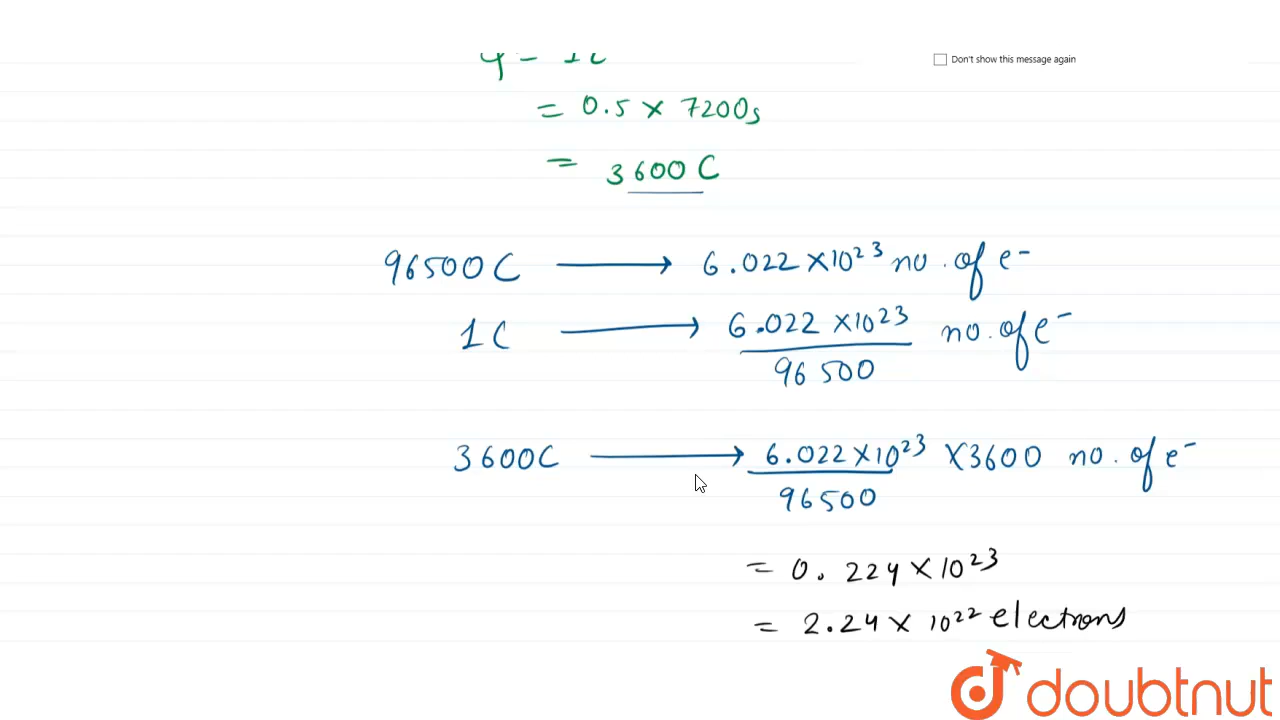 Don't show this message again
= 0.5 × 7200s
= 3600 C
96500 C ⟶ 6.022 × 10²³ no. of e⁻
1 C ⟶ 6.022 × 10²³ / 96500 no. of e⁻
3600C ⟶ 6.022 × 10²³ / 96500 × 3600 no. of e⁻
= 0.224 × 10²³
= 2.24 × 10²² electrons
doubtnut